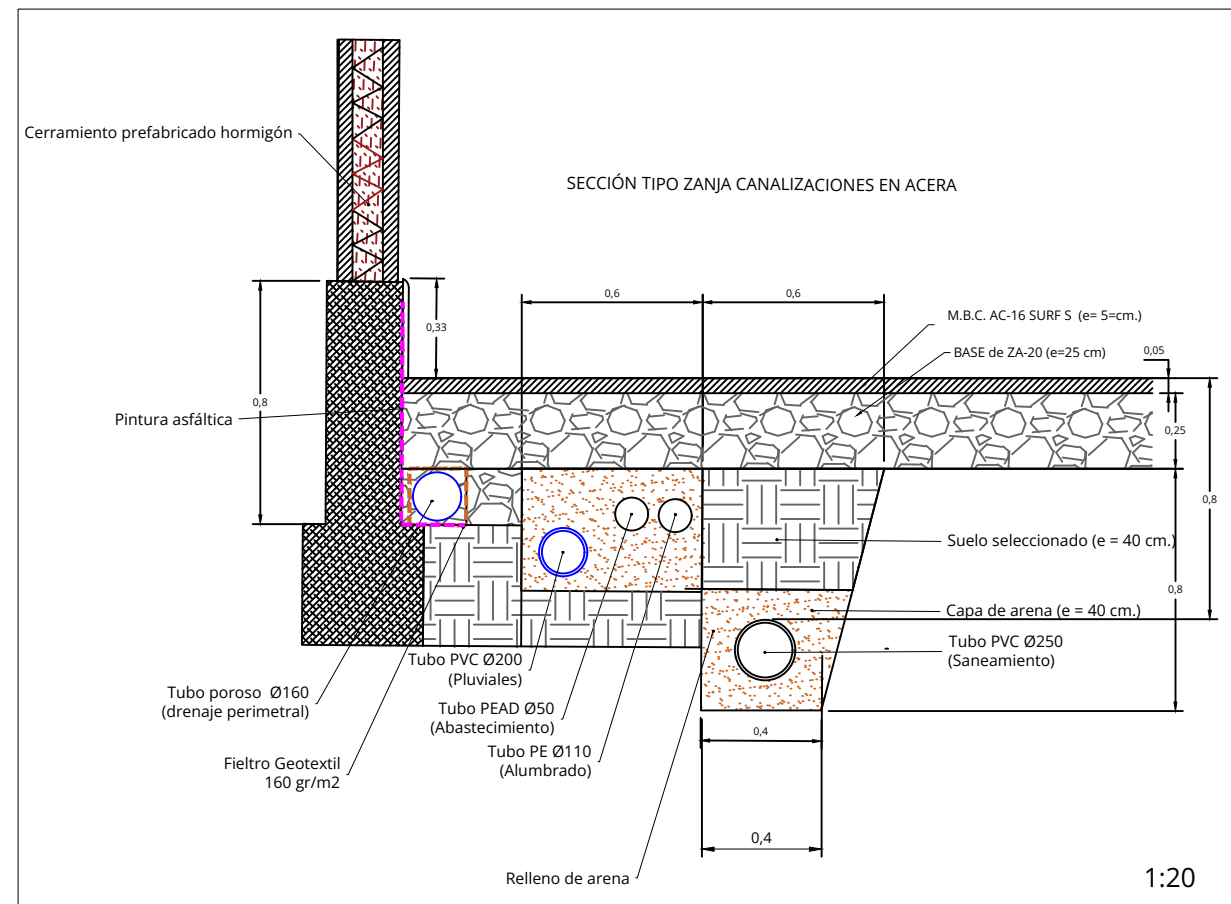 Cerramiento prefabricado hormigón
SECCIÓN TIPO ZANJA CANALIZACIONES EN ACERA
0,6
0,6
0,33
M.B.C. AC-16 SURF S (e= 5=cm.)
BASE de ZA-20 (e=25 cm)
0,05
0,8
Pintura asfáltica
0,25
0,8
Suelo seleccionado (e = 40 cm.)
0,8
Capa de arena (e = 40 cm.)
Tubo PVC Ø250
(Saneamiento)
Tubo PVC Ø200
(Pluviales)
Tubo poroso Ø160
(drenaje perimetral)
Tubo PEAD Ø50
(Abastecimiento)
Tubo PE Ø110
(Alumbrado)
Fieltro Geotextil
160 gr/m2
0,4
0,4
Relleno de arena
1:20